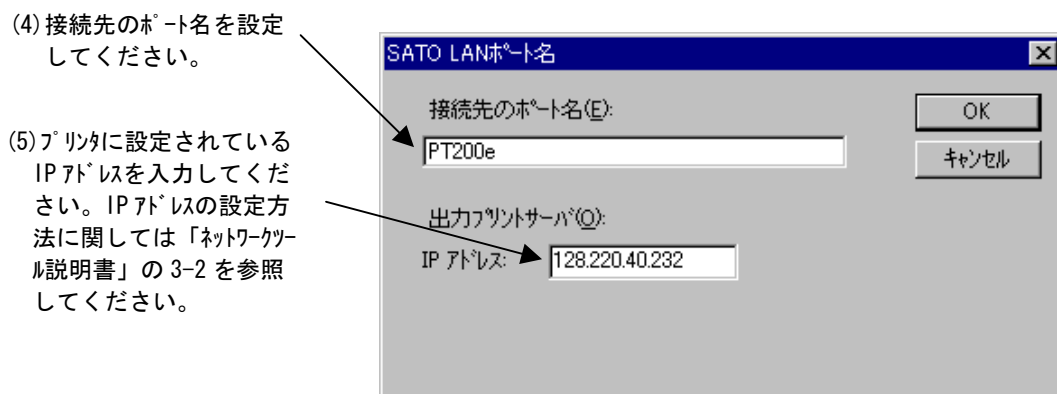 (4)接続先のﾎﾟｰﾄ名を設定
してください。
(5)ﾌﾟﾘﾝﾀに設定されている
IPｱﾄﾞﾚｽを入力してくだ
さい。IPｱﾄﾞﾚｽの設定方
法に関しては「ﾈｯﾄﾜｰｸﾂｰ
ﾙ説明書」の 3-2 を参照
してください。
SATO LANﾎﾟｰﾄ名
接続先のﾎﾟｰﾄ名(E):
PT200e
OK
ｷｬﾝｾﾙ
出力ﾌﾟﾘﾝﾄｻｰﾊﾞ(O):
IP ｱﾄﾞﾚｽ: 128.220.40.232